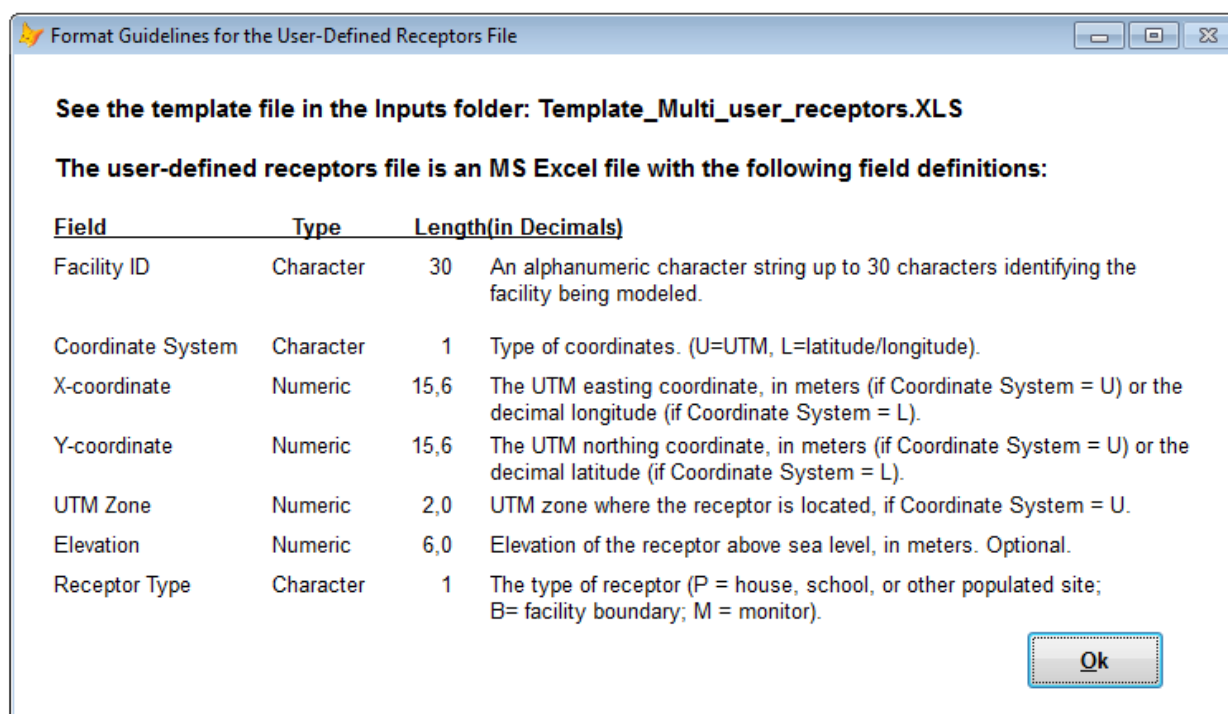 Format Guidelines for the User-Defined Receptors File
See the template file in the Inputs folder: Template_Multi_user_receptors.XLS
The user-defined receptors file is an MS Excel file with the following field definitions:
Field Type Length(in Decimals)
Facility ID Character 30 An alphanumeric character string up to 30 characters identifying the
facility being modeled.
Coordinate System Character 1 Type of coordinates. (U=UTM, L=latitude/longitude).
X-coordinate Numeric 15,6 The UTM easting coordinate, in meters (if Coordinate System = U) or the
decimal longitude (if Coordinate System = L).
Y-coordinate Numeric 15,6 The UTM northing coordinate, in meters (if Coordinate System = U) or the
decimal latitude (if Coordinate System = L).
UTM Zone Numeric 2,0 UTM zone where the receptor is located, if Coordinate System = U.
Elevation Numeric 6,0 Elevation of the receptor above sea level, in meters. Optional.
Receptor Type Character 1 The type of receptor (P = house, school, or other populated site;
B= facility boundary; M = monitor).
Ok